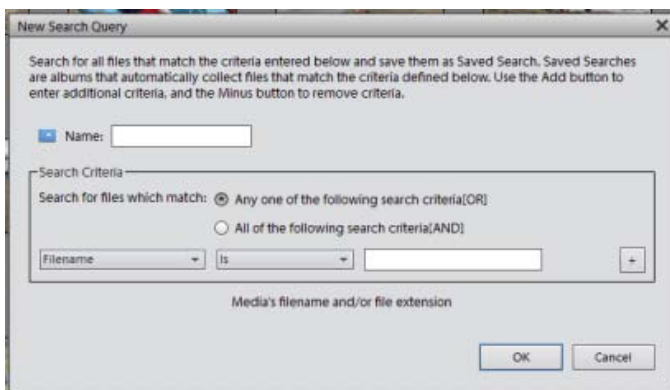 New Search Query
Search for all files that match the criteria entered below and save them as Saved Search. Saved Searches
are albums that automatically collect files that match the criteria defined below. Use the Add button to
enter additional criteria, and the Minus button to remove criteria.
Name:
Search Criteria
Search for files which match: Any one of the following search criteria[OR]
All of the following search criteria[AND]
Filename Is +
Media's filename and/or file extension
OK Cancel